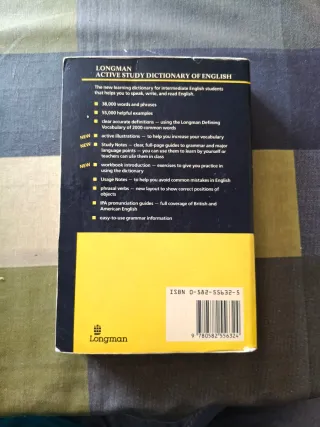 LONGMAN
ACTIVE STUDY DICTIONARY OF ENGLISH
The new learning dictionary for intermediate English students
that helps you to speak, write, and read English.
38,000 words and phrases
55,000 helpful examples
clear accurate definitions – using the Longman Defining
Vocabulary of 2000 common words
NEW active illustrations – to help you increase your vocabulary
NEW Study Notes – clear, full-page guides to grammar and major
language points – you can use them to learn by yourself or
teachers can use them in class
NEW workbook introduction – exercises to give you practice in
using the dictionary
Usage Notes – to help you avoid common mistakes in English
phrasal verbs – new layout to show correct positions of
objects
IPA pronunciation guides – full coverage of British and
American English
easy-to-use grammar information
ISBN 0-582-55632-5
9 780582 556324
Longman